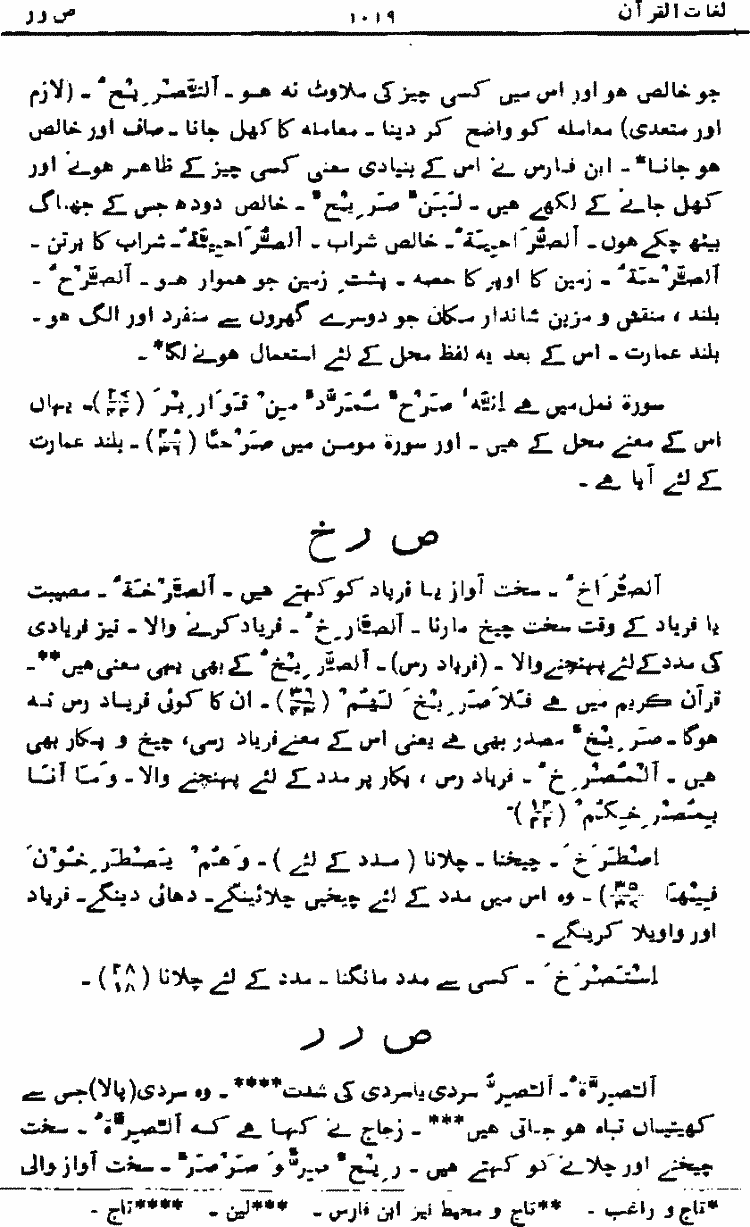 لغات القرآن ۱۰۱۹ ص ر ر
جو خالص ہو اور اس میں کسی چیز کی ملاوٹ نہ ہو ۔ اَلتَّصْرِیْحُ ۔ (لازم
اور متعدی) معاملہ کو واضح کر دینا ۔ معاملہ کا کھل جانا ۔ صاف اور خالص
ہو جانا* ۔ ابن فارس نے اس کے بنیادی معنی کسی چیز کے ظاہر ہونے اور
کھل جانے کے لکھے ہیں ۔ لَبَنٌ صَرِیْحٌ ۔ خالص دودھ جس کے جھاگ
بیٹھ چکے ہوں ۔ اَلصُّرَاحِیَۃُ ۔ خالص شراب ۔ اَلصُّرَاحِیَّۃُ ۔ شراب کا برتن ۔
اَلصَّرْحَۃُ ۔ زمین کا اوپر کا حصہ ۔ پشتِ زمین جو ہموار ہو ۔ اَلصَّرْحُ ۔
بلند ، منقش و مزین شاندار مکان جو دوسرے گھروں سے منفرد اور الگ ہو ۔
بلند عمارت ۔ اس کے بعد یہ لفظ محل کے لئے استعمال ہونے لگا* ۔
سورۃ نمل میں ہے اِنَّہٗ صَرْحٌ مُّمَرَّدٌ مِنْ قَوَارِیْرَ (۲۷/۴۴) ۔ یہاں
اس کے معنے محل کے ہیں ۔ اور سورۃ مومن میں صَرْحًا (۴۰/۳۶) ۔ بلند عمارت
کے لئے آیا ہے ۔
ص ر خ
اَلصُّرَاخُ ۔ سخت آواز یا فریاد کو کہتے ہیں ۔ اَلصَّرْخَۃُ ۔ مصیبت
یا فریاد کے وقت سخت چیخ مارنا ۔ اَلصَّارِخُ ۔ فریاد کرنے والا ۔ نیز فریادی
کی مدد کے لئے پہنچنے والا ۔ (فریاد رس) ۔ اَلصَّرِیْخُ کے بھی یہی معنی ہیں** ۔
قرآن کریم میں ہے فَلَا صَرِیْخَ لَہُمْ (۳۶/۴۳) ۔ ان کا کوئی فریاد رس نہ
ہوگا ۔ صَرِیْخٌ مصدر بھی ہے یعنی اس کے معنے فریاد رسی، چیخ و پکار بھی
ہیں ۔ اَلْمُصْرِخُ ۔ فریاد رس ، پکار پر مدد کے لئے پہنچنے والا ۔ وَمَا اَنَا
بِمُصْرِخِکُمْ (۱۴/۲۲) ۔
اِصْطَرَخَ ۔ چیخنا ۔ چلانا ( مدد کے لئے ) ۔ وَہُمْ یَصْطَرِخُوْنَ
فِیْہَا (۳۵/۳۷) ۔ وہ اس میں مدد کے لئے چیخیں چلائینگے ۔ دھائی دینگے ۔ فریاد
اور واویلا کرینگے ۔
اِسْتَصْرَخَ ۔ کسی سے مدد مانگنا ۔ مدد کے لئے چلانا (۲۸/۱۸) ۔
ص ر ر
اَلصِّرَّۃُ ۔ اَلصِّرُّ سردی یا سردی کی شدت**** ۔ وہ سردی (پالا) جس سے
کھیتیاں تباہ ہو جاتی ہیں*** ۔ زجاج نے کہا ہے کہ اَلصِّرَّۃُ ۔ سخت
چیخنے اور چلانے کو کہتے ہیں ۔ رِیْحٌ صِرٌّ وَ صَرْصَرٌ ۔ سخت آواز والی
*تاج و راغب ۔ **تاج و محیط نیز ابن فارس ۔ ***لین ۔ ****تاج ۔